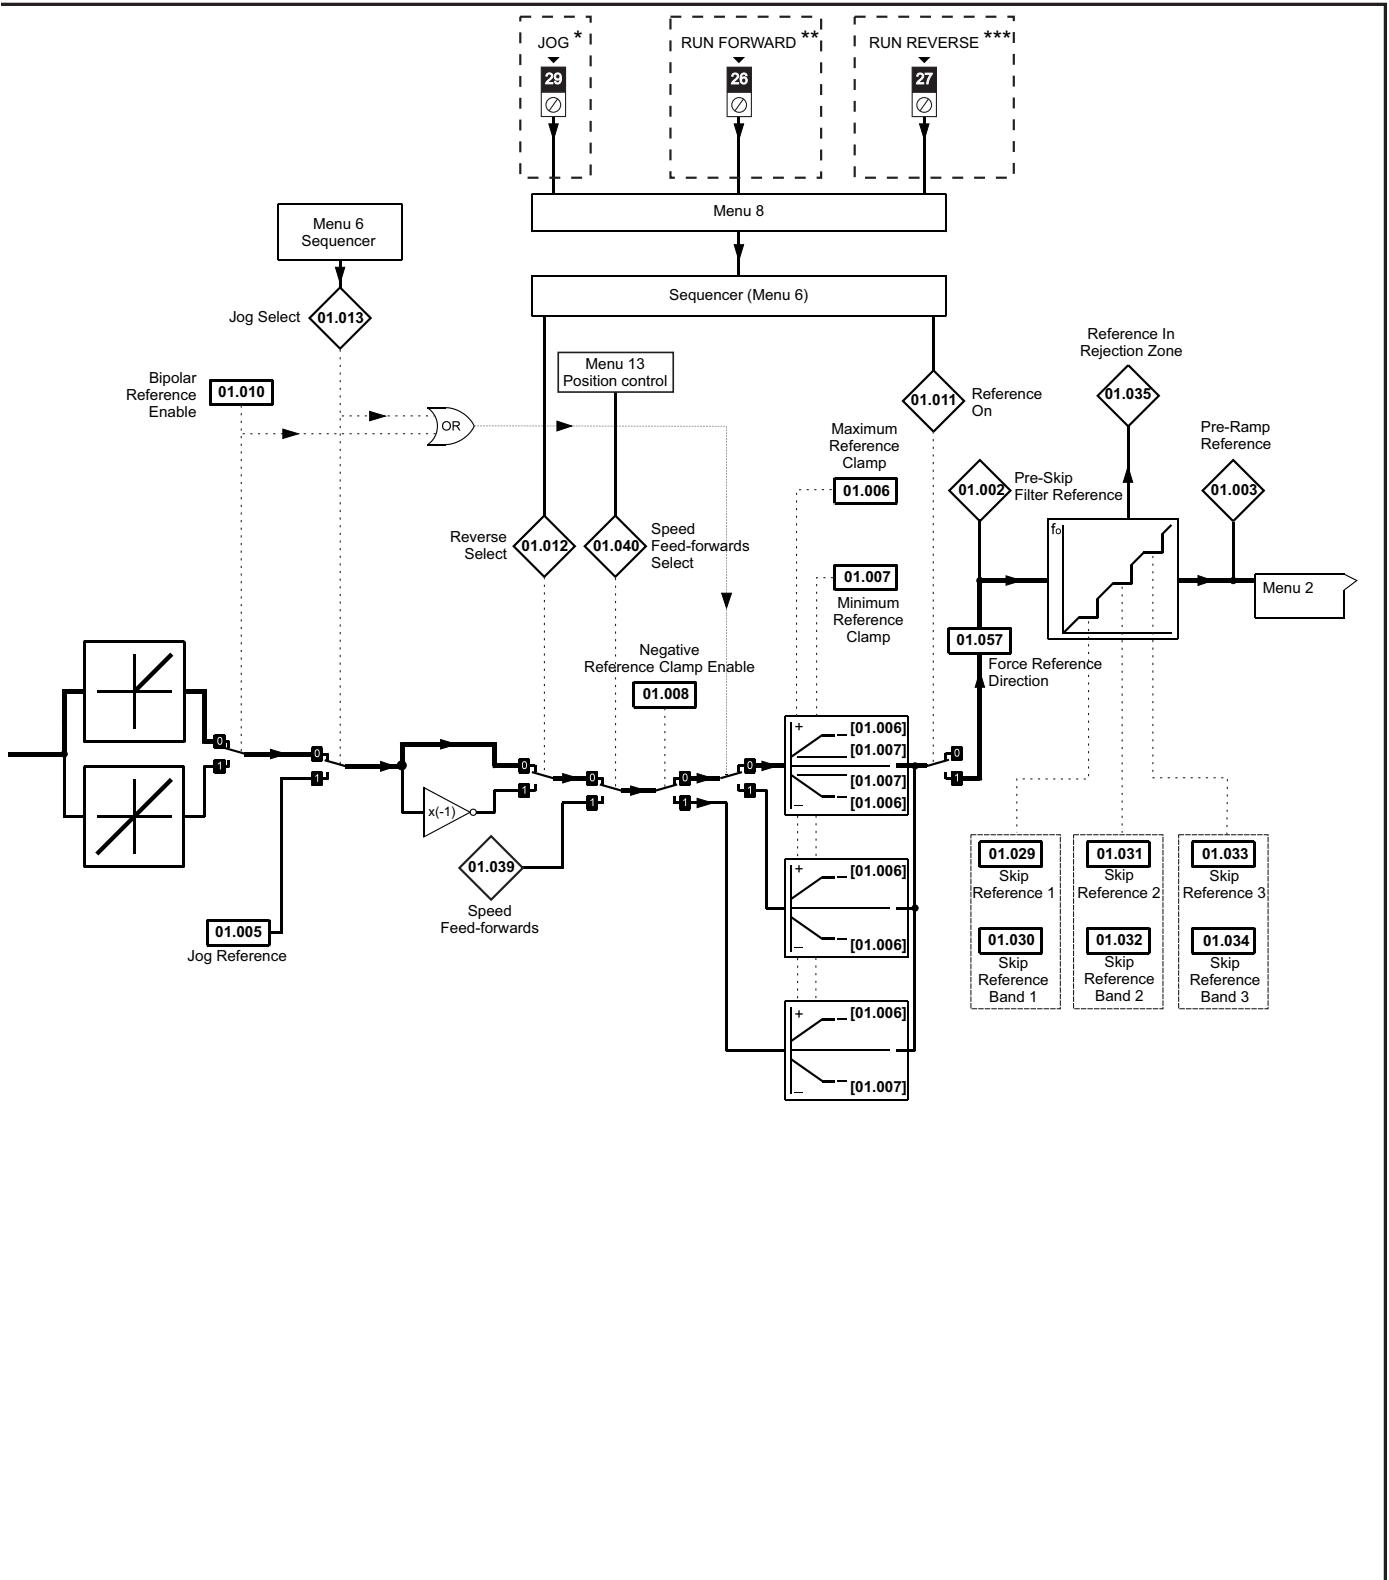 JOG *
RUN FORWARD **
RUN REVERSE ***
29
26
27
Menu 8
Menu 6
Sequencer
Sequencer (Menu 6)
Jog Select
01.013
Bipolar
Reference
Enable
01.010
OR
Menu 13
Position control
01.011
Reference
On
Reference In
Rejection Zone
01.035
Maximum
Reference
Clamp
01.006
Pre-Ramp
Reference
01.003
01.002
Pre-Skip
Filter Reference
Reverse
Select
01.012
01.040
Speed
Feed-forwards
Select
01.007
Minimum
Reference
Clamp
fo
Menu 2
01.057
Force Reference
Direction
Negative
Reference Clamp Enable
01.008
0
1
0
1
x(-1)
0
1
0
1
0
1
0
1
0
1
+
[01.006]
[01.007]
[01.007]
–
[01.006]
+
[01.006]
–
[01.006]
+
[01.006]
–
[01.007]
01.039
Speed
Feed-forwards
01.005
Jog Reference
01.029
Skip
Reference 1
01.030
Skip
Reference
Band 1
01.031
Skip
Reference 2
01.032
Skip
Reference
Band 2
01.033
Skip
Reference 3
01.034
Skip
Reference
Band 3